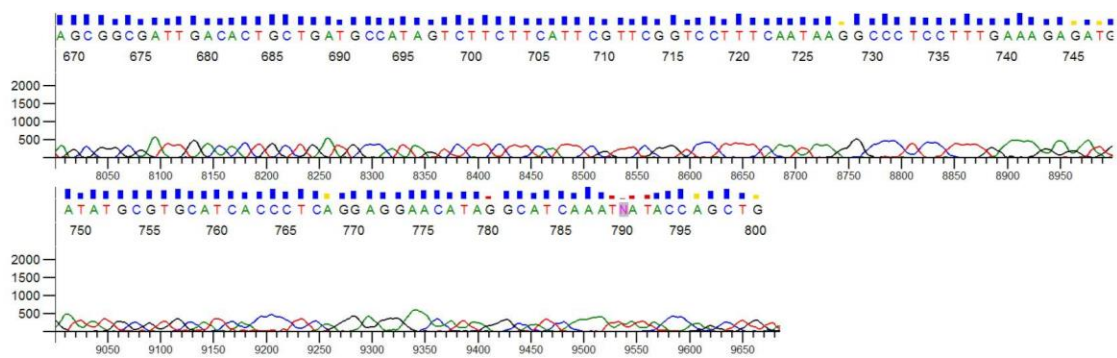 AGCGGCGATTGACACTGCTGATGCCATAGTCTTCTTCATTCGTTCGGTCCTTTCAATAAGGCCCTCCTTTGAAAGAGATG
670 675 680 685 690 695 700 705 710 715 720 725 730 735 740 745
2000
1500
1000
500
8050 8100 8150 8200 8250 8300 8350 8400 8450 8500 8550 8600 8650 8700 8750 8800 8850 8900 8950
ATATGCGTGCATCACCCTCAGGAGGAACATAGGCATCAAATNATACCAGCTG
750 755 760 765 770 775 780 785 790 795 800
2000
1500
1000
500
9050 9100 9150 9200 9250 9300 9350 9400 9450 9500 9550 9600 9650